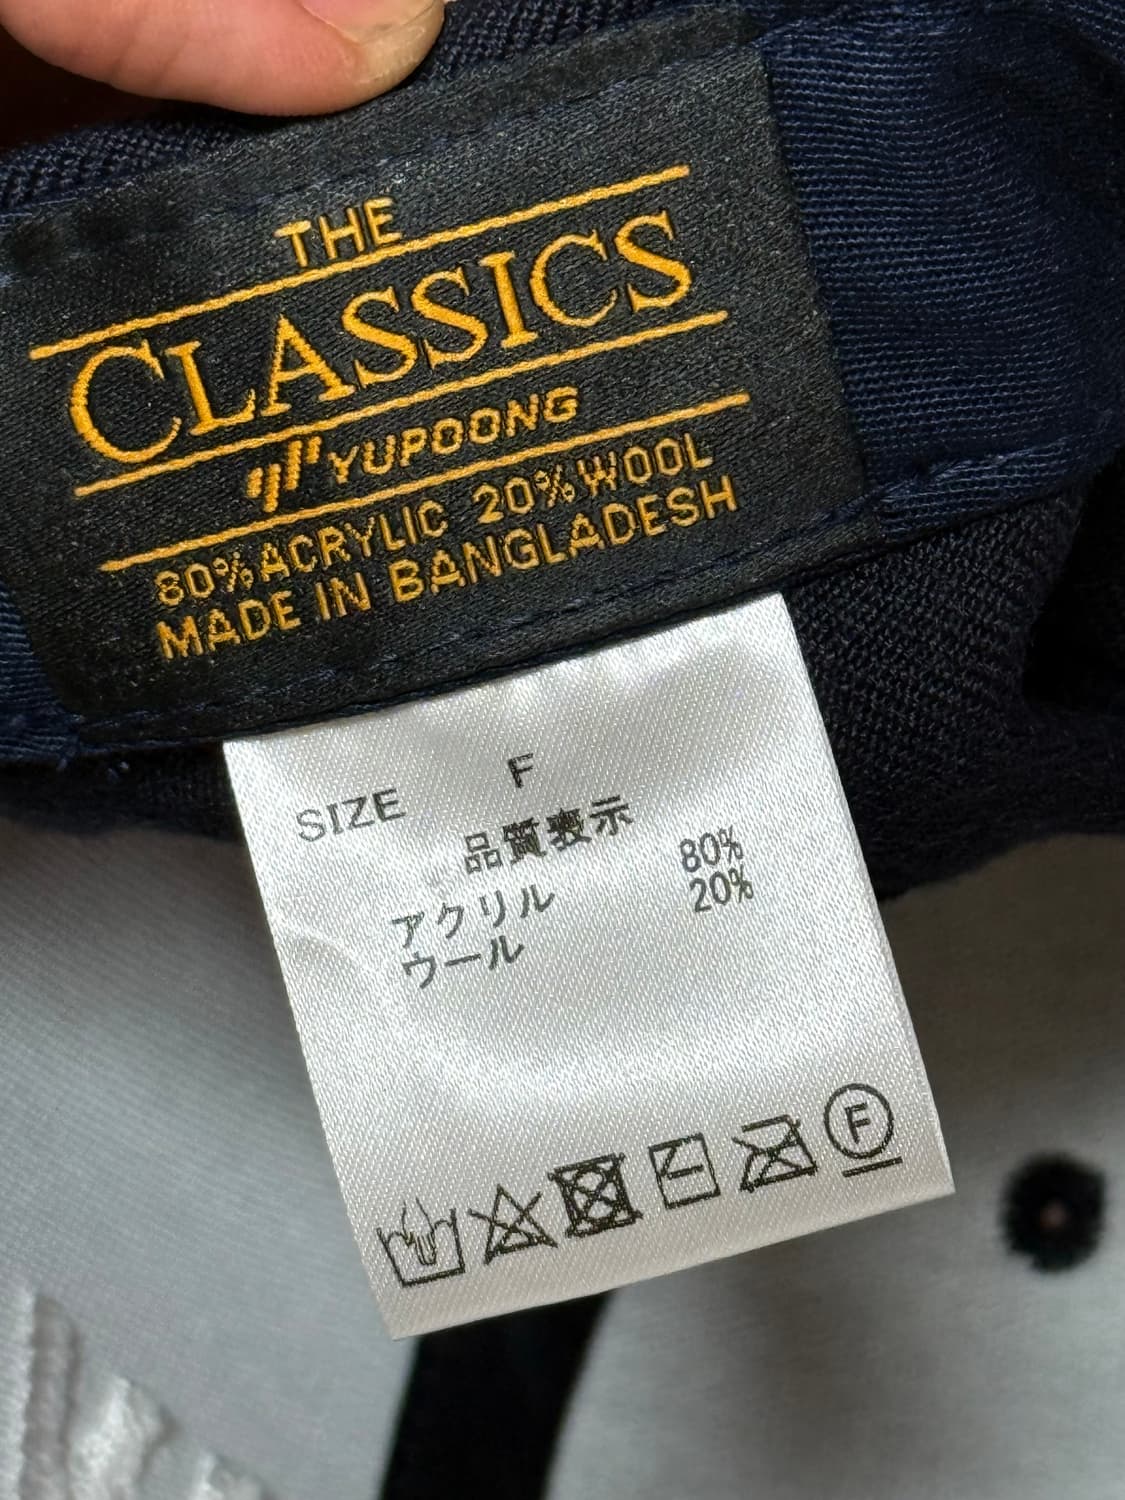 THE
CLASSICS
YUPOONG
80% ACRYLIC 20% WOOL
MADE IN BANGLADESH
SIZE F
品質表示
アクリル 80%
ウール 20%
F